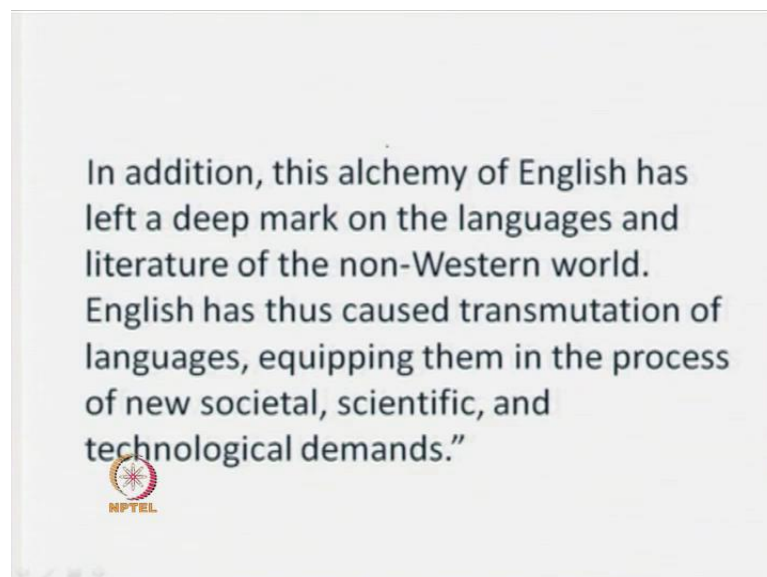 In addition, this alchemy of English has
left a deep mark on the languages and
literature of the non-Western world.
English has thus caused transmutation of
languages, equipping them in the process
of new societal, scientific, and
technological demands.”
NPTEL